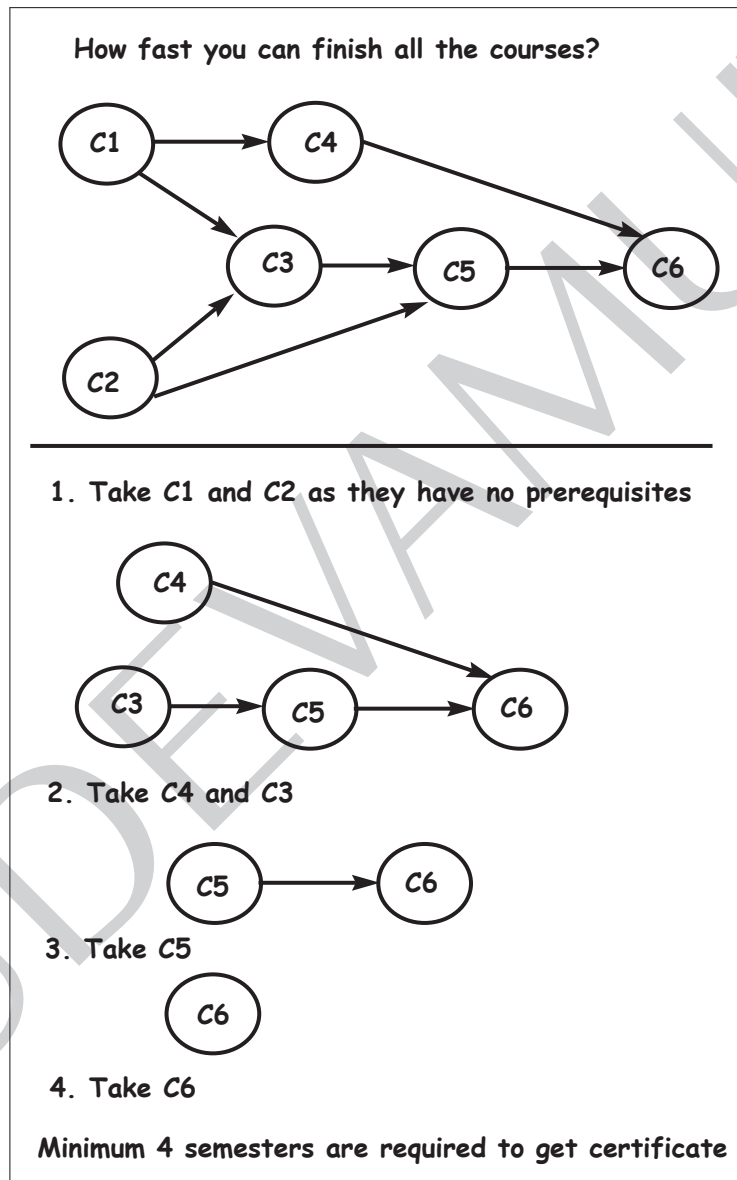 How fast you can finish all the courses?
C1
C4
C3
C5
C6
C2
1. Take C1 and C2 as they have no prerequisites
C4
C3
C5
C6
2. Take C4 and C3
C5
C6
3. Take C5
C6
4. Take C6
Minimum 4 semesters are required to get certificate